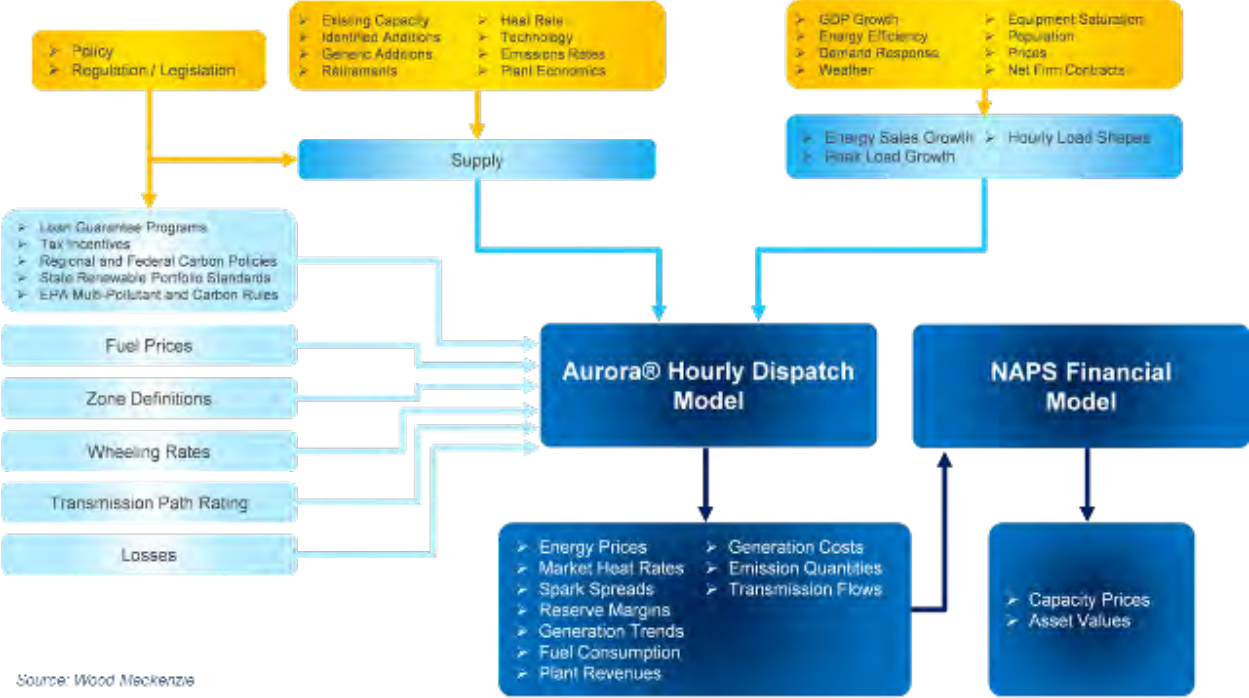 Policy
Regulation / Legislation
Existing Capacity
Identified Additions
Generic Additions
Retirements
Heat Rate
Technology
Emissions Rates
Plant Economics
GDP Growth
Energy Efficiency
Demand Response
Weather
Equipment Saturation
Population
Prices
Net Firm Contracts
Supply
Energy Sales Growth
Peak Load Growth
Hourly Load Shapes
Loan Guarantee Programs
Tax Incentives
Regional and Federal Carbon Policies
State Renewable Portfolio Standards
EPA Multi-Pollutant and Carbon Rules
Fuel Prices
Zone Definitions
Wheeling Rates
Transmission Path Rating
Losses
Aurora® Hourly Dispatch
Model
NAPS Financial
Model
Energy Prices
Market Heat Rates
Spark Spreads
Reserve Margins
Generation Trends
Fuel Consumption
Plant Revenues
Generation Costs
Emission Quantities
Transmission Flows
Capacity Prices
Asset Values
Source: Wood Mackenzie